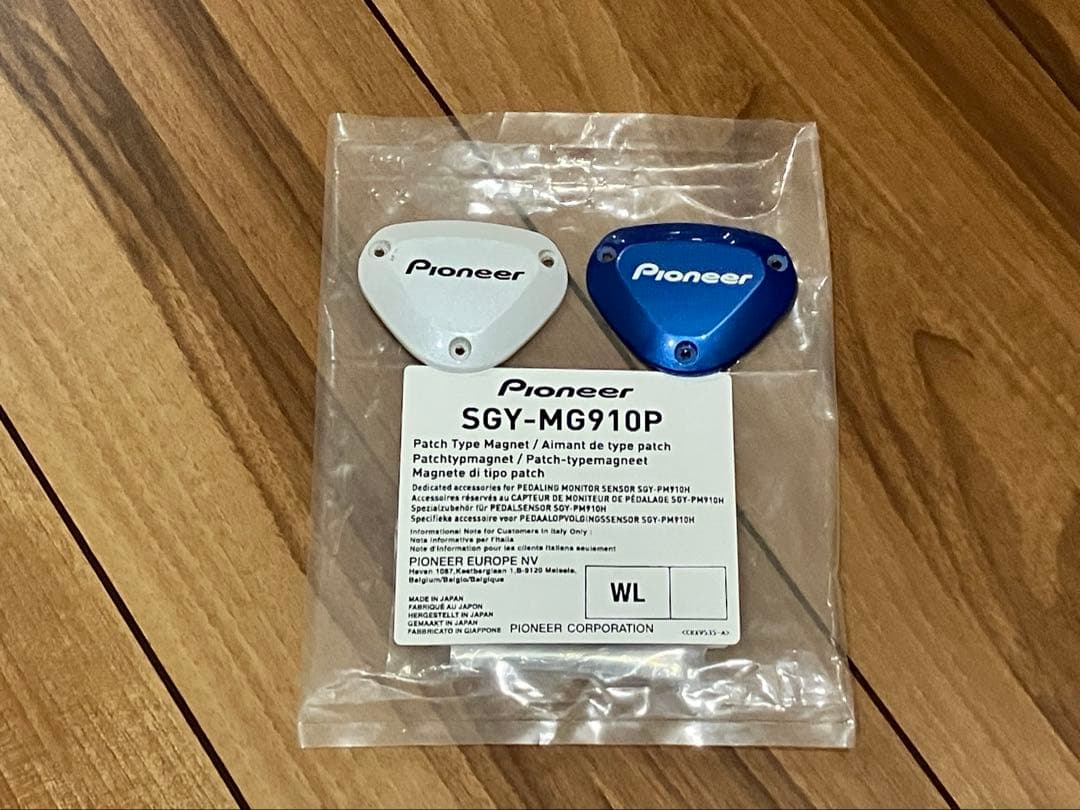 Pioneer
Pioneer
Pioneer
SGY-MG910P
Patch Type Magnet / Aimant de type patch
Patchtypmagnet / Patch-typemagneet
Magnete di tipo patch
Dedicated accessories for PEDALING MONITOR SENSOR SGY-PM910H
Accessoires réservés au CAPTEUR DE MONITEUR DE PÉDALAGE SGY-PM910H
Spezialzubehör für PEDALSENSOR SGY-PM910H
Specifieke accessoire voor PEDAALOPVOLGINGSSENSOR SGY-PM910H
Informational Note for Customers in Italy Only :
Nota informativa per l'Italia
Note d'information pour les clients italiens seulement
PIONEER EUROPE NV
Haven 1087, Keetberglaan 1, B-9120 Melsele,
Belgium/Belgio/Belgique
WL
MADE IN JAPAN
FABRIQUÉ AU JAPON
HERGESTELLT IN JAPAN
GEMAAKT IN JAPAN
FABBRICATO IN GIAPPONE
PIONEER CORPORATION
<CRX9535-A>